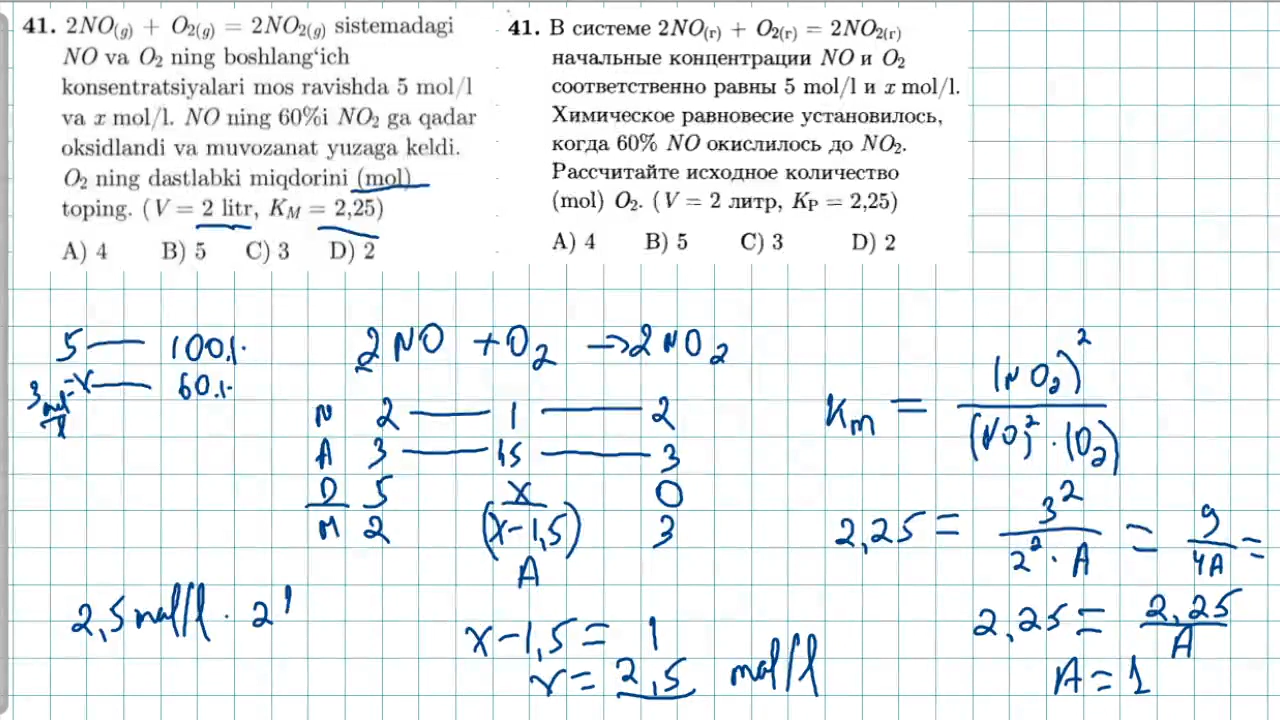 41. 2NO(g) + O2(g) = 2NO2(g) sistemadagi
NO va O2 ning boshlang‘ich
konsentratsiyalari mos ravishda 5 mol/l
va x mol/l. NO ning 60%i NO2 ga qadar
oksidlandi va muvozanat yuzaga keldi.
O2 ning dastlabki miqdorini (mol)
toping. (V = 2 litr, KM = 2,25)
A) 4 B) 5 C) 3 D) 2
41. В системе 2NO(г) + O2(г) = 2NO2(г)
начальные концентрации NO и O2
соответственно равны 5 mol/l и x mol/l.
Химическое равновесие установилось,
когда 60% NO окислилось до NO2.
Рассчитайте исходное количество
(mol) O2. (V = 2 литр, KP = 2,25)
A) 4 B) 5 C) 3 D) 2
5 — 100%
3 mol/l = x — 60%
2NO + O2 → 2NO2
N 2 — 1 — 2
A 3 — 1,5 — 3
D 5 x 0
M 2 (x-1,5) 3
A
x-1,5 = 1
x = 2,5 mol/l
2,5 mol/l · 2
Km = (NO2)² / (NO)² · (O2)
2,25 = 3² / 2² · A = 9 / 4A =
2,25 = 2,25 / A
A = 1